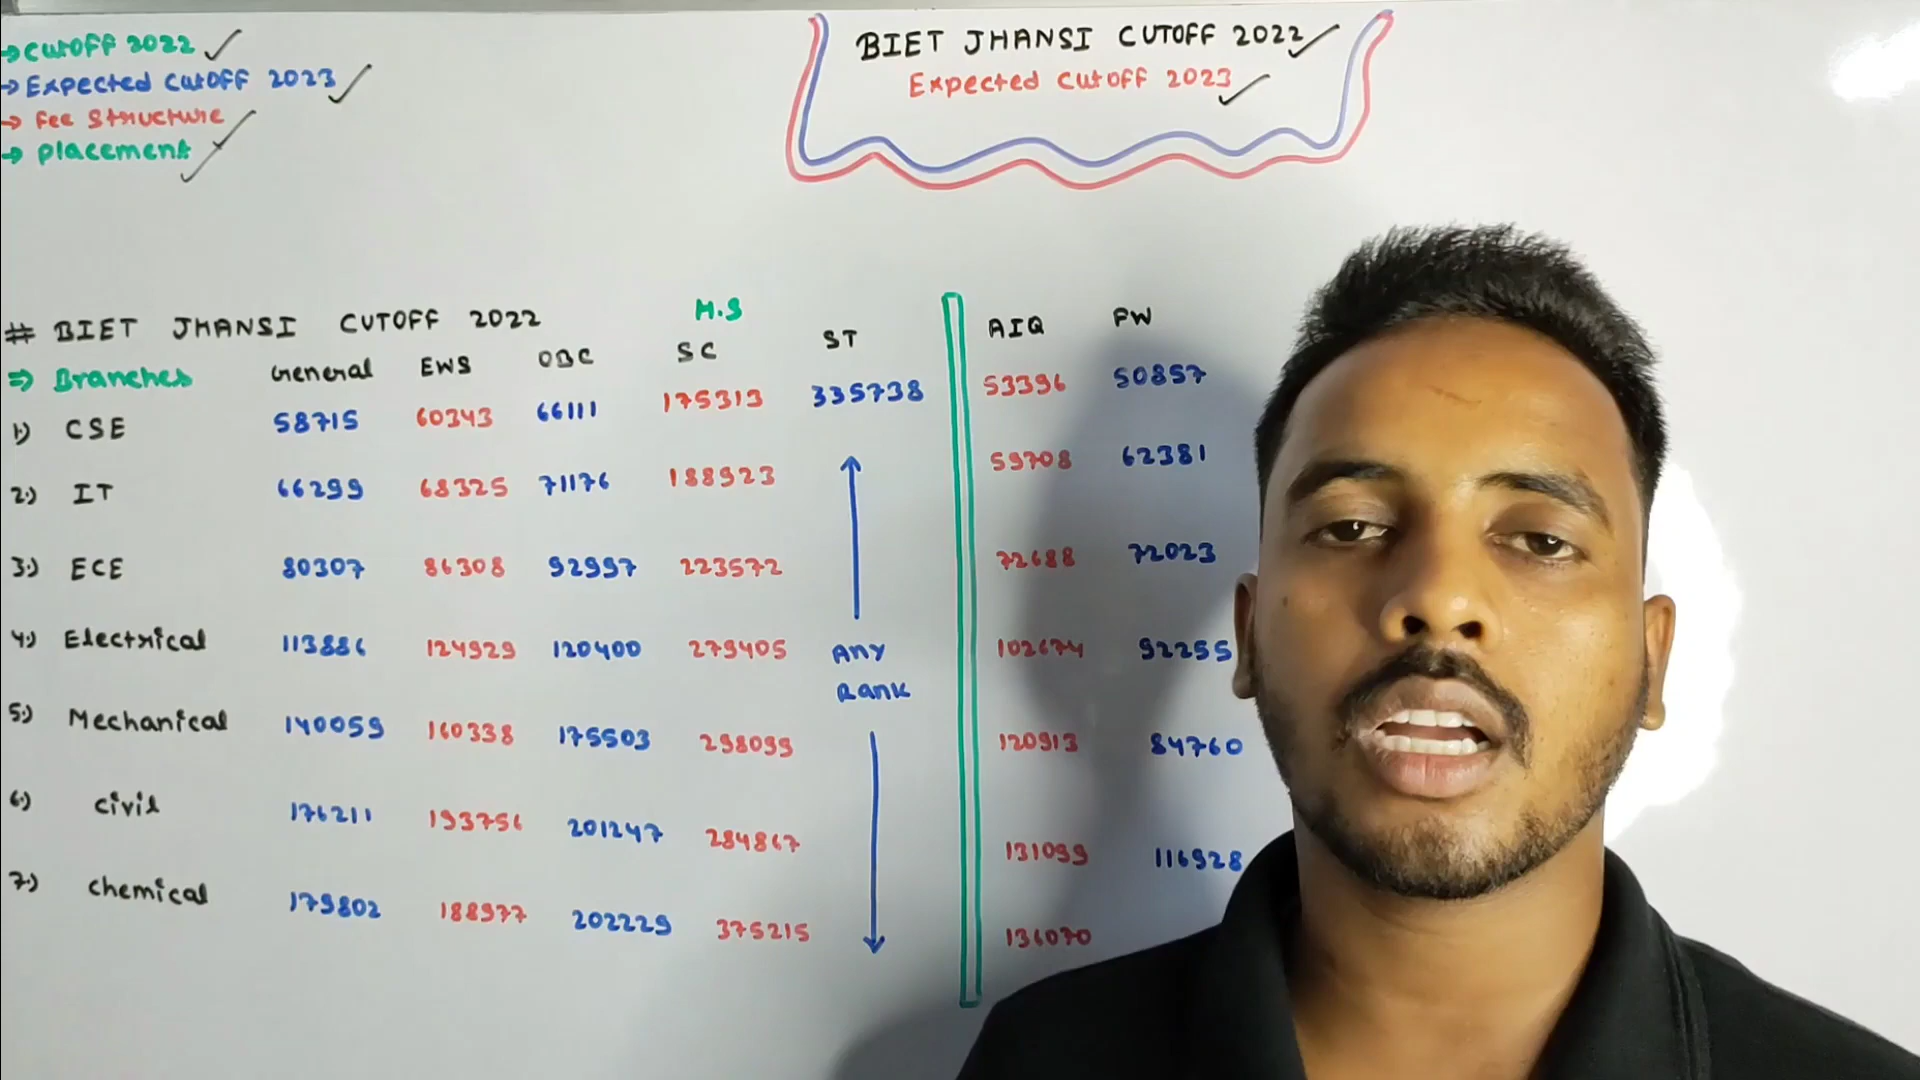 → Cutoff 2022 ✓
→ Expected Cutoff 2023 ✓
→ Fee Structure ✓
→ Placement ✓
BIET JHANSI CUTOFF 2022 ✓
Expected Cutoff 2023 ✓
# BIET JHANSI CUTOFF 2022 H.S
⇒ Branches General EWS OBC SC ST AIQ FW
1) CSE 58715 60343 66111 175313 335738 53396 50857
2) IT 66299 68325 71176 188923 59708 62381
3) ECE 80307 86308 92997 223572 72688 72023
4) Electrical 113886 124929 120400 279405 ANY 102674 92255
Rank
5) Mechanical 140059 160338 175503 298099 120913 84760
6) Civil 176211 193756 201247 284867 131099 116928
7) Chemical 179802 188977 202229 375215 136070